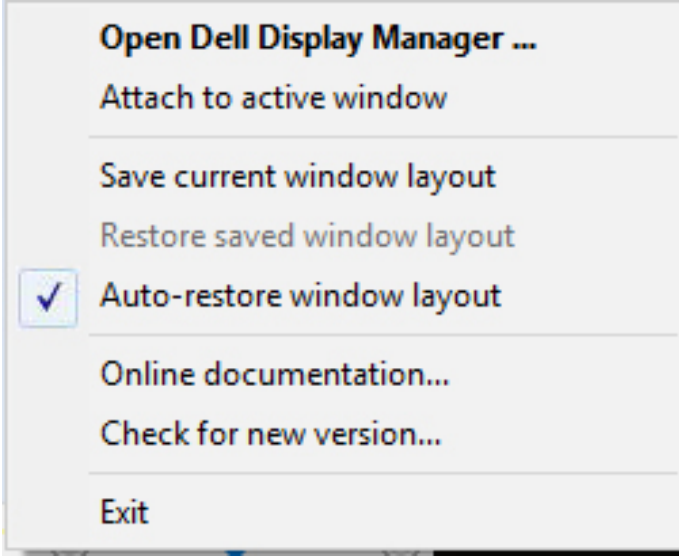 Open Dell Display Manager ...
Attach to active window
Save current window layout
Restore saved window layout
Auto-restore window layout
Online documentation...
Check for new version...
Exit